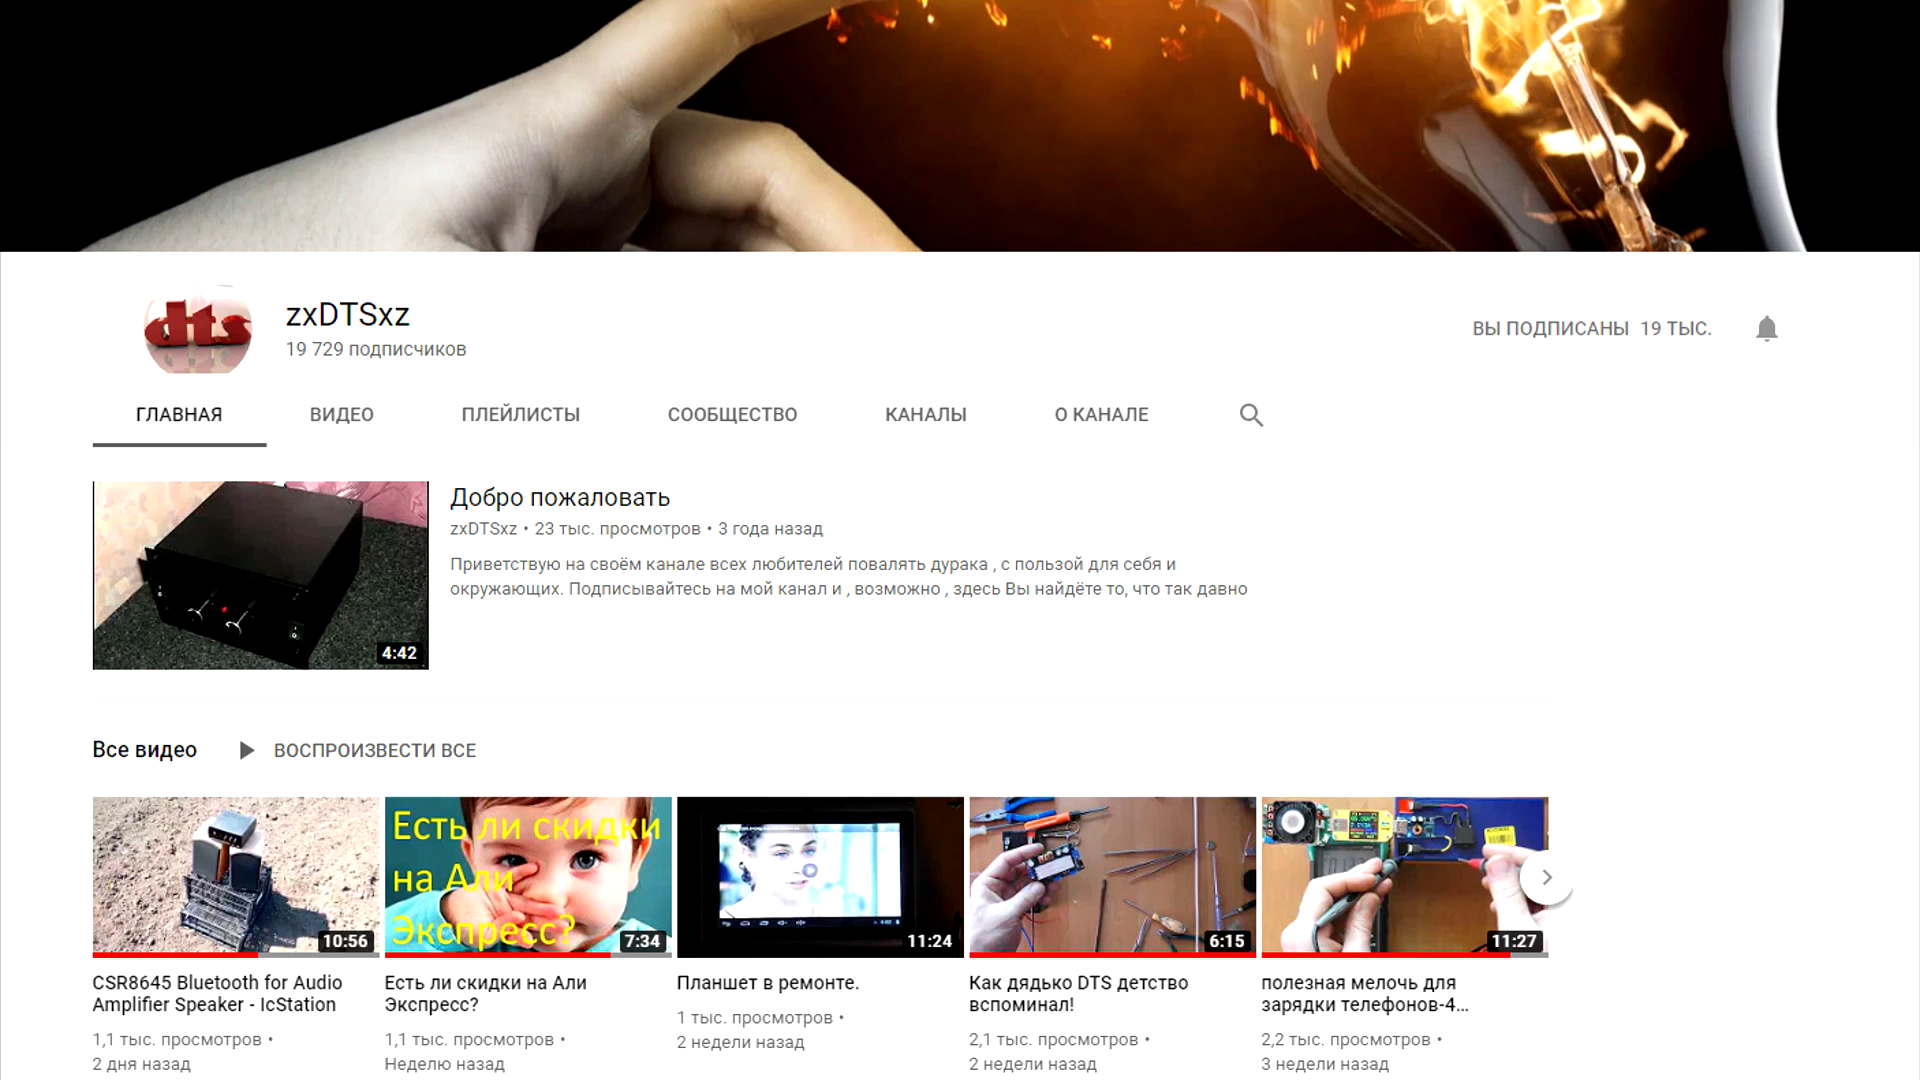 dts
zxDTSxz
19 729 подписчиков
ВЫ ПОДПИСАНЫ 19 ТЫС.
ГЛАВНАЯ
ВИДЕО
ПЛЕЙЛИСТЫ
СООБЩЕСТВО
КАНАЛЫ
О КАНАЛЕ
4:42
Добро пожаловать
zxDTSxz • 23 тыс. просмотров • 3 года назад
Приветствую на своём канале всех любителей повалять дурака , с пользой для себя и
окружающих. Подписывайтесь на мой канал и , возможно , здесь Вы найдёте то, что так давно
Все видео
ВОСПРОИЗВЕСТИ ВСЕ
10:56
CSR8645 Bluetooth for Audio
Amplifier Speaker - IcStation
1,1 тыс. просмотров •
2 дня назад
Есть ли скидки
на Али
Экспресс?
7:34
Есть ли скидки на Али
Экспресс?
1,1 тыс. просмотров •
Неделю назад
11:24
Планшет в ремонте.
1 тыс. просмотров •
2 недели назад
6:15
Как дядько DTS детство
вспоминал!
2,1 тыс. просмотров •
2 недели назад
11:27
полезная мелочь для
зарядки телефонов-4...
2,2 тыс. просмотров •
3 недели назад